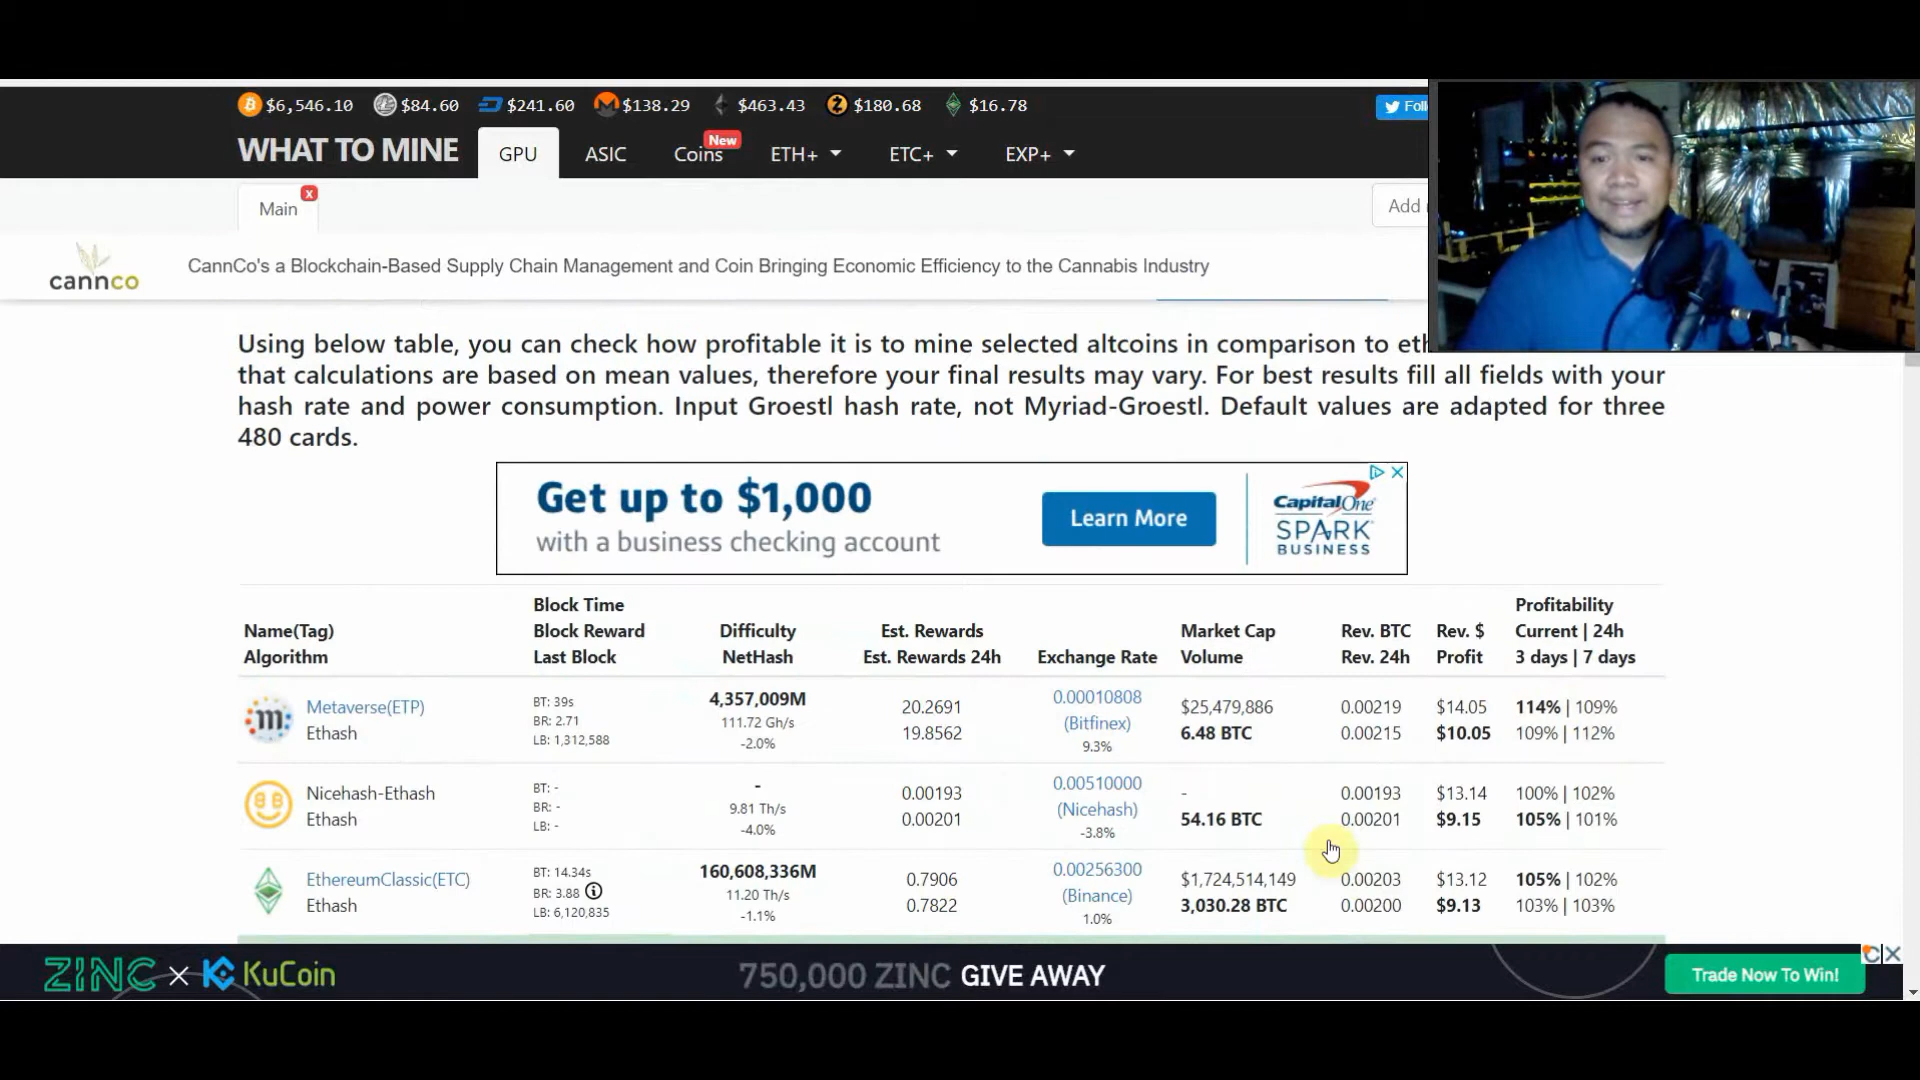 $6,546.10 $84.60 $241.60 $138.29 $463.43 $180.68 $16.78
Foll
WHAT TO MINE GPU ASIC Coins New ETH+ ETC+ EXP+
Main x
Add
cannco
CannCo's a Blockchain-Based Supply Chain Management and Coin Bringing Economic Efficiency to the Cannabis Industry
Using below table, you can check how profitable it is to mine selected altcoins in comparison to eth
that calculations are based on mean values, therefore your final results may vary. For best results fill all fields with your
hash rate and power consumption. Input Groestl hash rate, not Myriad-Groestl. Default values are adapted for three
480 cards.
Get up to $1,000
with a business checking account
Learn More
Capital One
SPARK
BUSINESS
Name(Tag)
Algorithm
Block Time
Block Reward
Last Block
Difficulty
NetHash
Est. Rewards
Est. Rewards 24h
Exchange Rate
Market Cap
Volume
Rev. BTC
Rev. 24h
Rev. $
Profit
Profitability
Current | 24h
3 days | 7 days
Metaverse(ETP)
Ethash
BT: 39s
BR: 2.71
LB: 1,312,588
4,357,009M
111.72 Gh/s
-2.0%
20.2691
19.8562
0.00010808
(Bitfinex)
9.3%
$25,479,886
6.48 BTC
0.00219
0.00215
$14.05
$10.05
114% | 109%
109% | 112%
Nicehash-Ethash
Ethash
BT: -
BR: -
LB: -
-
9.81 Th/s
-4.0%
0.00193
0.00201
0.00510000
(Nicehash)
-3.8%
-
54.16 BTC
0.00193
0.00201
$13.14
$9.15
100% | 102%
105% | 101%
EthereumClassic(ETC)
Ethash
BT: 14.34s
BR: 3.88
LB: 6,120,835
160,608,336M
11.20 Th/s
-1.1%
0.7906
0.7822
0.00256300
(Binance)
1.0%
$1,724,514,149
3,030.28 BTC
0.00203
0.00200
$13.12
$9.13
105% | 102%
103% | 103%
ZINC × KuCoin
750,000 ZINC GIVE AWAY
Trade Now To Win!